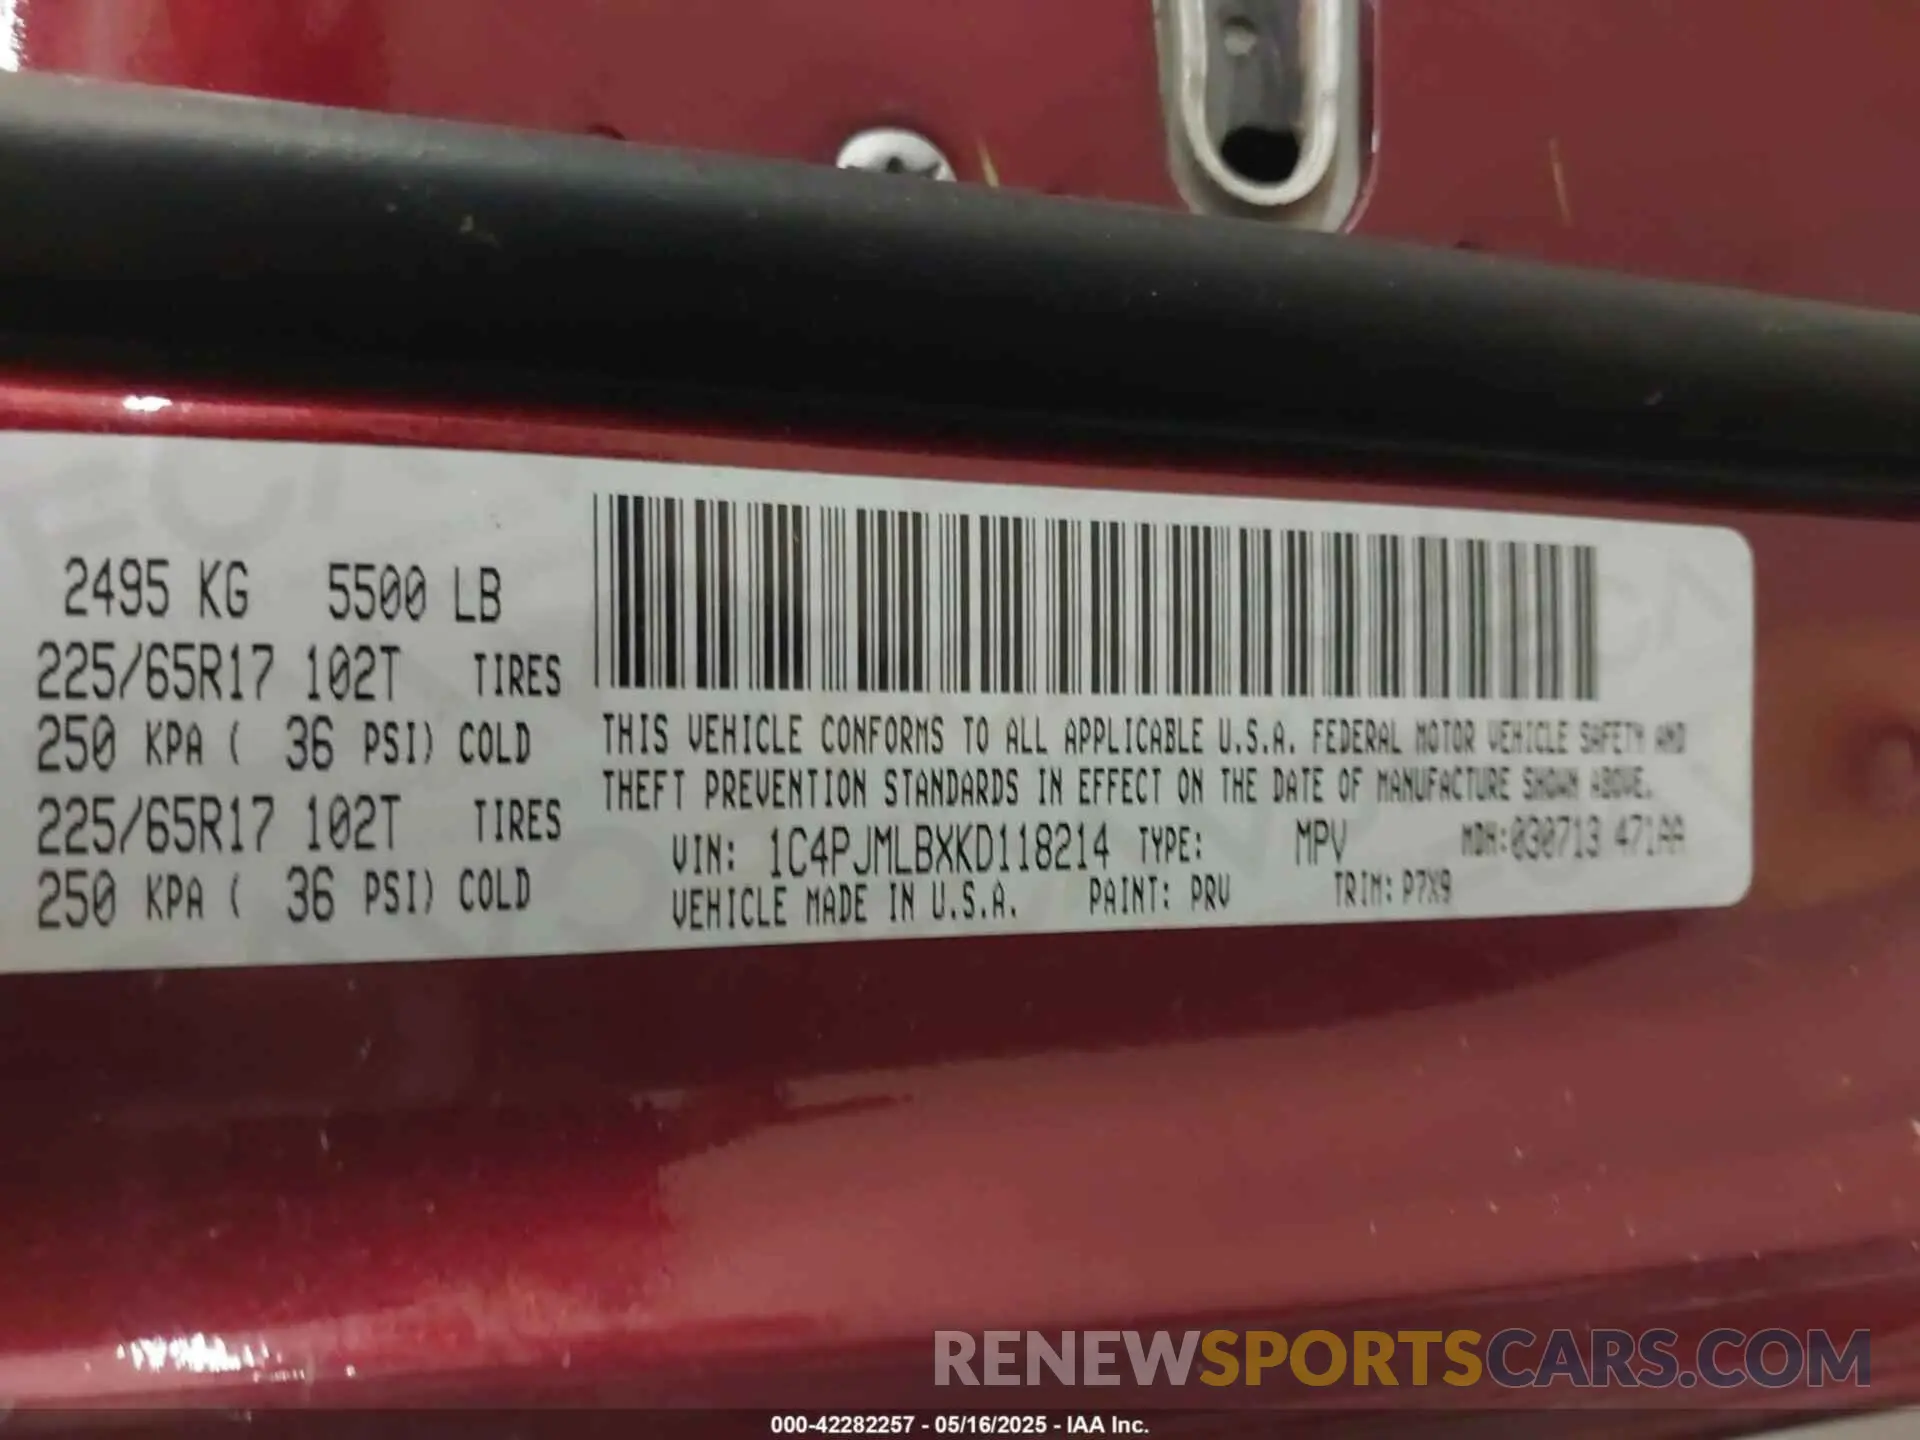 2495 KG 5500 LB
225/65R17 102T TIRES
250 KPA ( 36 PSI) COLD
225/65R17 102T TIRES
250 KPA ( 36 PSI) COLD
THIS VEHICLE CONFORMS TO ALL APPLICABLE U.S.A. FEDERAL MOTOR VEHICLE SAFETY AND
THEFT PREVENTION STANDARDS IN EFFECT ON THE DATE OF MANUFACTURE SHOWN ABOVE.
VIN: 1C4PJMLBXKD118214 TYPE: MPV MDH:030713 471AA
VEHICLE MADE IN U.S.A. PAINT: PRV TRIM: P7X9
RENEWSPORTSCARS.COM
000-42282257 - 05/16/2025 - IAA Inc.